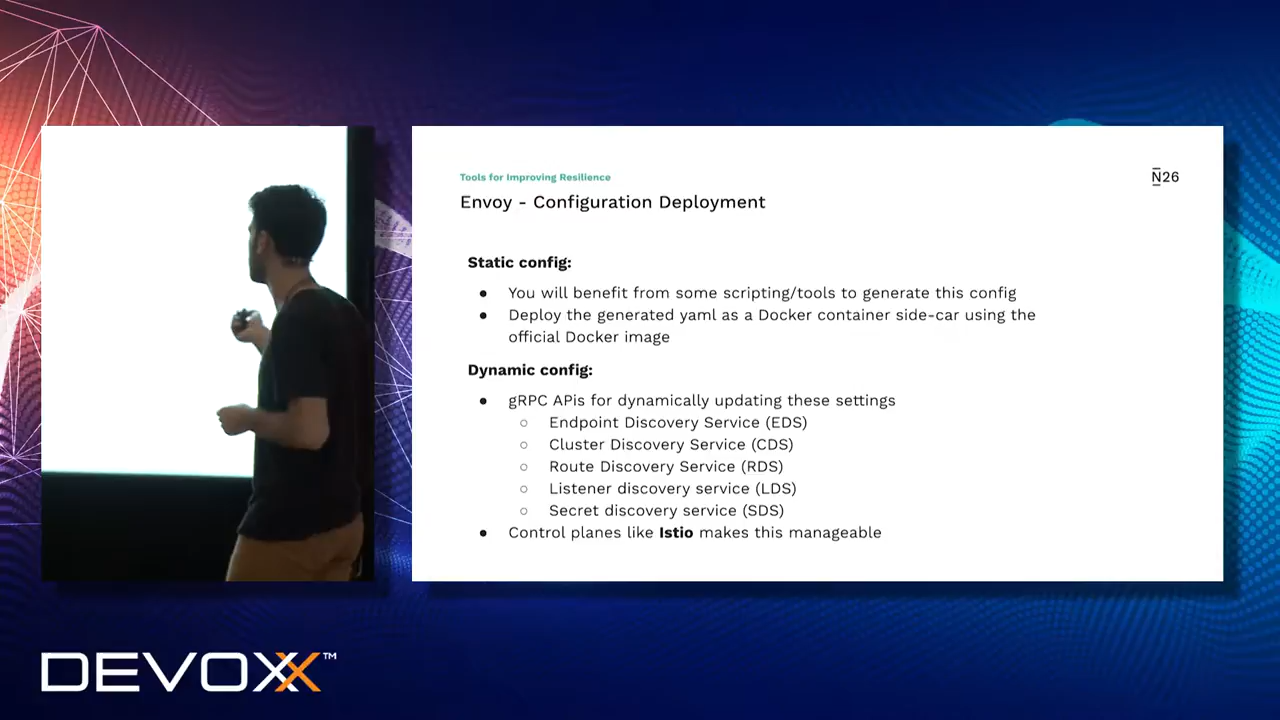 Tools for Improving Resilience
N26
Envoy - Configuration Deployment
Static config:
● You will benefit from some scripting/tools to generate this config
● Deploy the generated yaml as a Docker container side-car using the
official Docker image
Dynamic config:
● gRPC APIs for dynamically updating these settings
○ Endpoint Discovery Service (EDS)
○ Cluster Discovery Service (CDS)
○ Route Discovery Service (RDS)
○ Listener discovery service (LDS)
○ Secret discovery service (SDS)
● Control planes like Istio makes this manageable
DEVOXX™